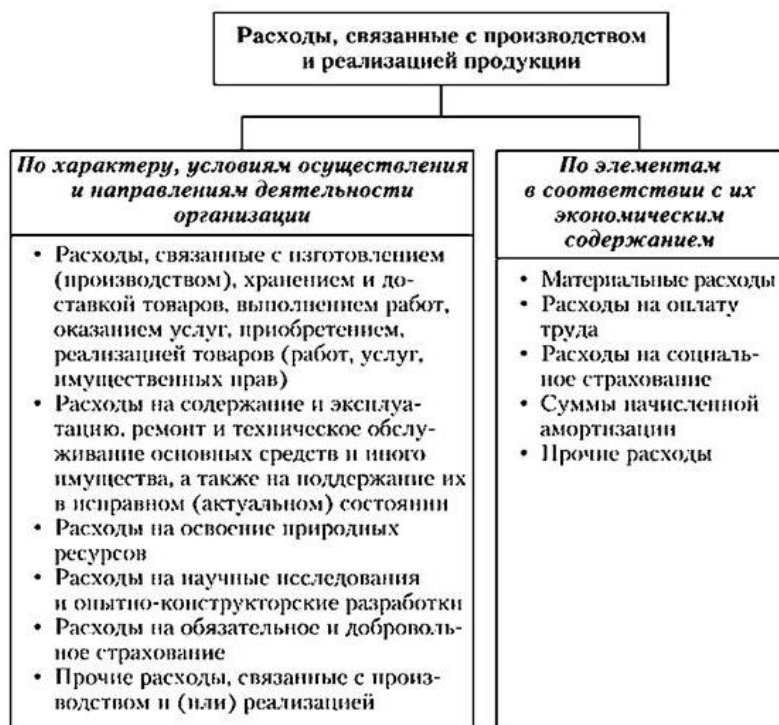 Расходы, связанные с производством
и реализацией продукции
По характеру, условиям осуществления
и направлениям деятельности
организации
• Расходы, связанные с изготовлением
(производством), хранением и до-
ставкой товаров, выполнением работ,
оказанием услуг, приобретением,
реализацией товаров (работ, услуг,
имущественных прав)
• Расходы на содержание и эксплуа-
тацию, ремонт и техническое обслу-
живание основных средств и иного
имущества, а также на поддержание их
в исправном (актуальном) состоянии
• Расходы на освоение природных
ресурсов
• Расходы на научные исследования
и опытно-конструкторские разработки
• Расходы на обязательное и доброволь-
ное страхование
• Прочие расходы, связанные с произ-
водством и (или) реализацией
По элементам
в соответствии с их
экономическим
содержанием
• Материальные расходы
• Расходы на оплату
труда
• Расходы на социаль-
ное страхование
• Суммы начисленной
амортизации
• Прочие расходы